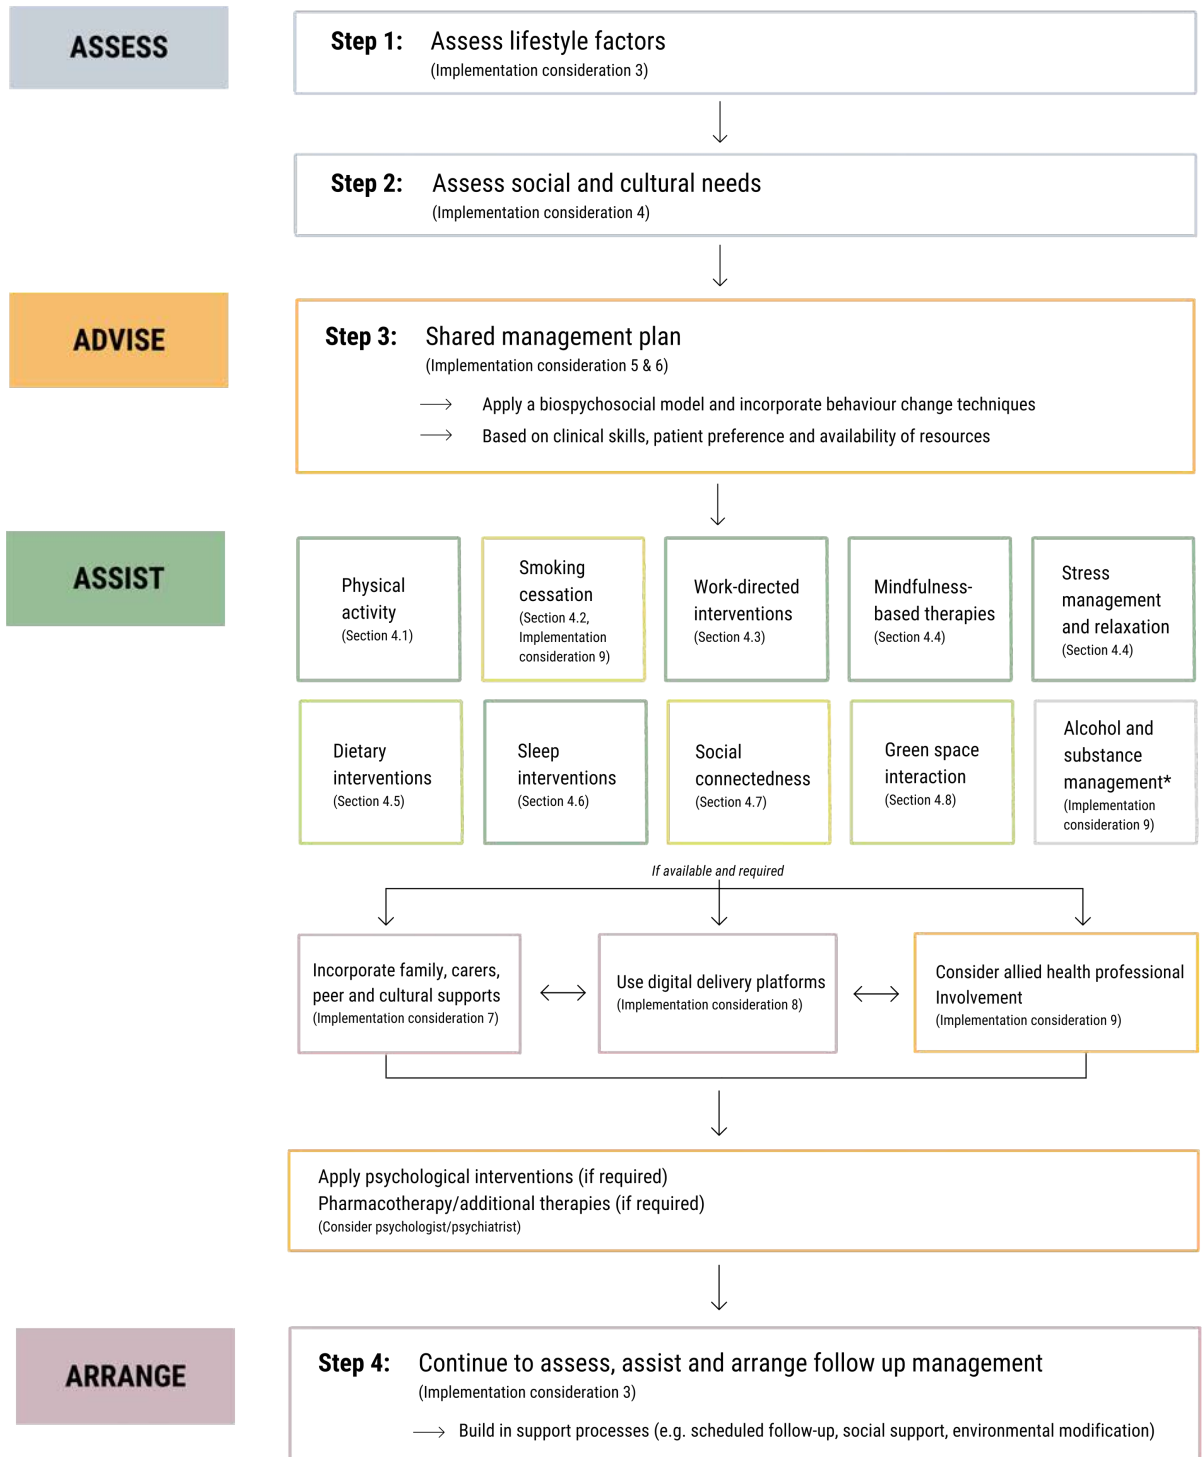 ASSESS
Step 1: Assess lifestyle factors
(Implementation consideration 3)
Step 2: Assess social and cultural needs
(Implementation consideration 4)
ADVISE
Step 3: Shared management plan
(Implementation consideration 5 & 6)
Apply a biospychosocial model and incorporate behaviour change techniques
Based on clinical skills, patient preference and availability of resources
ASSIST
Physical
activity
(Section 4.1)
Smoking
cessation
(Section 4.2,
Implementation
consideration 9)
Work-directed
interventions
(Section 4.3)
Mindfulness-
based therapies
(Section 4.4)
Stress
management
and relaxation
(Section 4.4)
Dietary
interventions
(Section 4.5)
Sleep
interventions
(Section 4.6)
Social
connectedness
(Section 4.7)
Green space
interaction
(Section 4.8)
Alcohol and
substance
management*
(Implementation
consideration 9)
If available and required
Incorporate family, carers,
peer and cultural supports
(Implementation consideration 7)
Use digital delivery platforms
(Implementation consideration 8)
Consider allied health professional
Involvement
(Implementation consideration 9)
Apply psychological interventions (if required)
Pharmacotherapy/additional therapies (if required)
(Consider psychologist/psychiatrist)
ARRANGE
Step 4: Continue to assess, assist and arrange follow up management
(Implementation consideration 3)
Build in support processes (e.g. scheduled follow-up, social support, environmental modification)